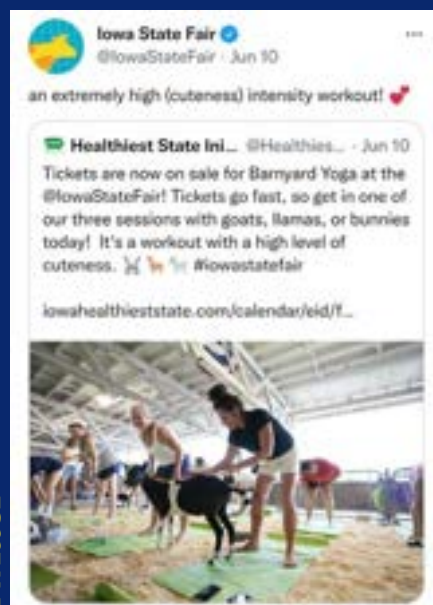 Iowa State Fair
@IowaStateFair · Jun 10
an extremely high (cuteness) intensity workout! 💕
Healthiest State Ini... @Healthies... · Jun 10
Tickets are now on sale for Barnyard Yoga at the
@IowaStateFair! Tickets go fast, so get in one of
our three sessions with goats, llamas, or bunnies
today! It's a workout with a high level of
cuteness. 🐰 🐐 🦙 #iowastatefair
iowahealthieststate.com/calendar/eid/f...